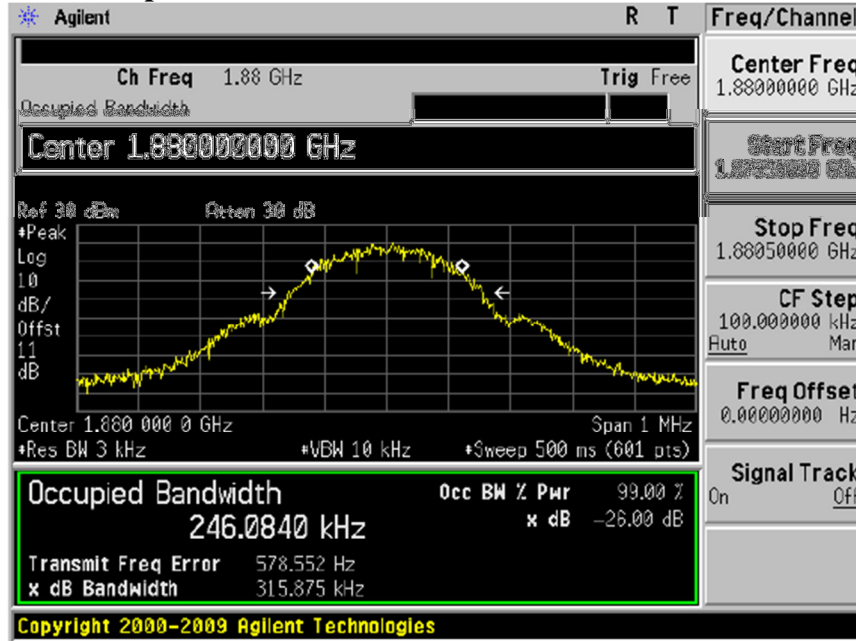 Agilent R T Freq/Channel
Ch Freq 1.88 GHz Trig Free
Occupied Bandwidth
Center 1.880000000 GHz
Ref 30 dBm Atten 30 dB
#Peak
Log
10
dB/
Offst
11
dB
Center 1.880 000 0 GHz Span 1 MHz
#Res BW 3 kHz #VBW 10 kHz #Sweep 500 ms (601 pts)
Occupied Bandwidth Occ BW % Pwr 99.00 %
246.0840 kHz x dB -26.00 dB
Transmit Freq Error 578.552 Hz
x dB Bandwidth 315.875 kHz
Center Freq
1.88000000 GHz
Start Freq
Stop Freq
1.88050000 GHz
CF Step
100.000000 kHz
Auto Man
Freq Offset
0.00000000 Hz
Signal Track
On Off
Copyright 2000-2009 Agilent Technologies